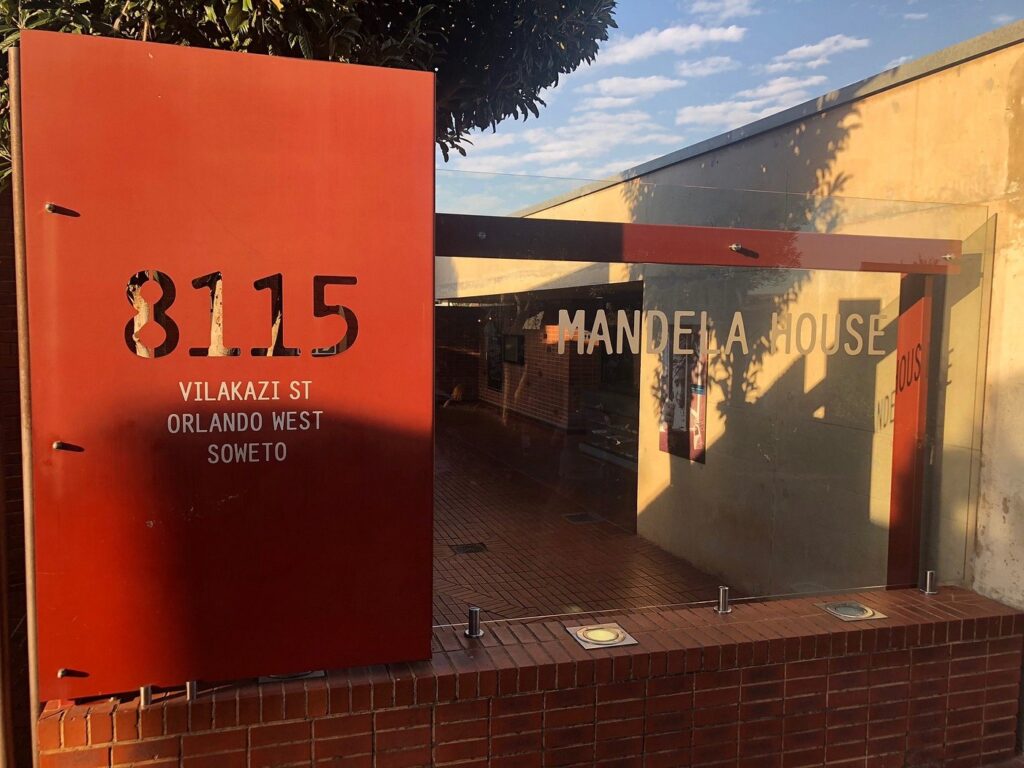 8115
VILAKAZI ST
ORLANDO WEST
SOWETO
MANDELA HOUSE